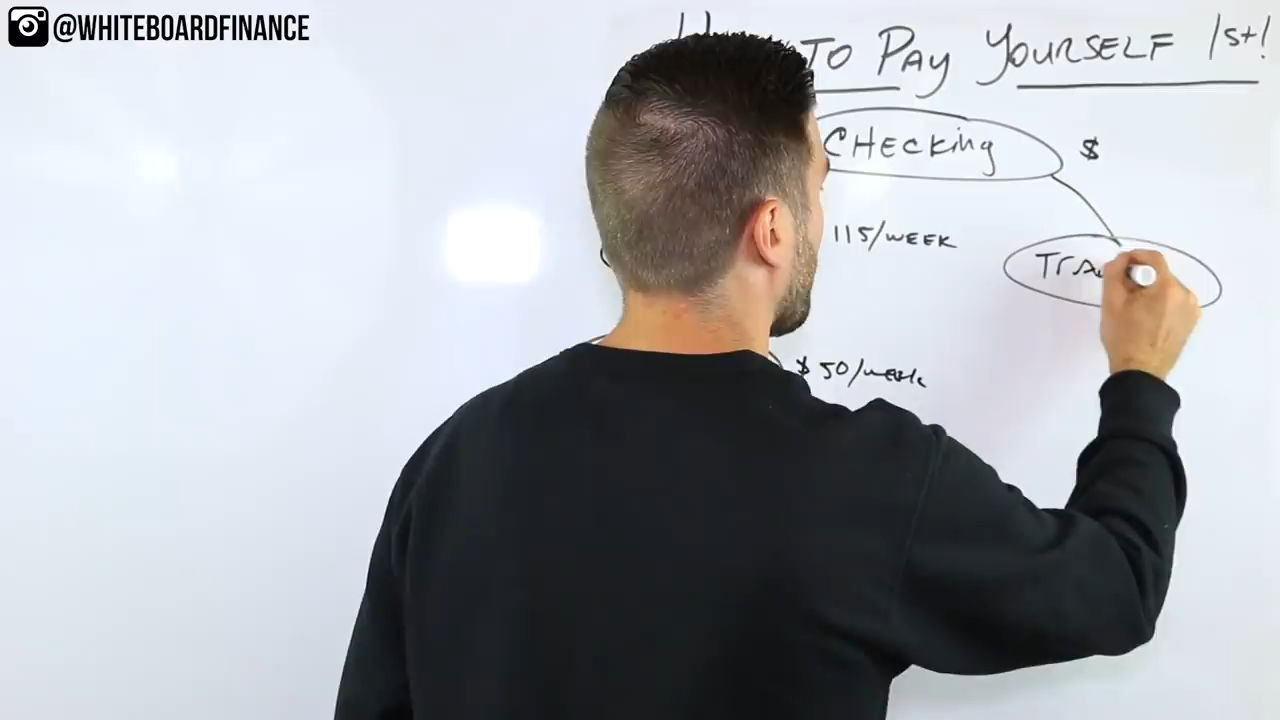 @WHITEBOARDFINANCE
TO PAY YOURSELF 1st!
CHECKing $
115/WEEK
$50/week